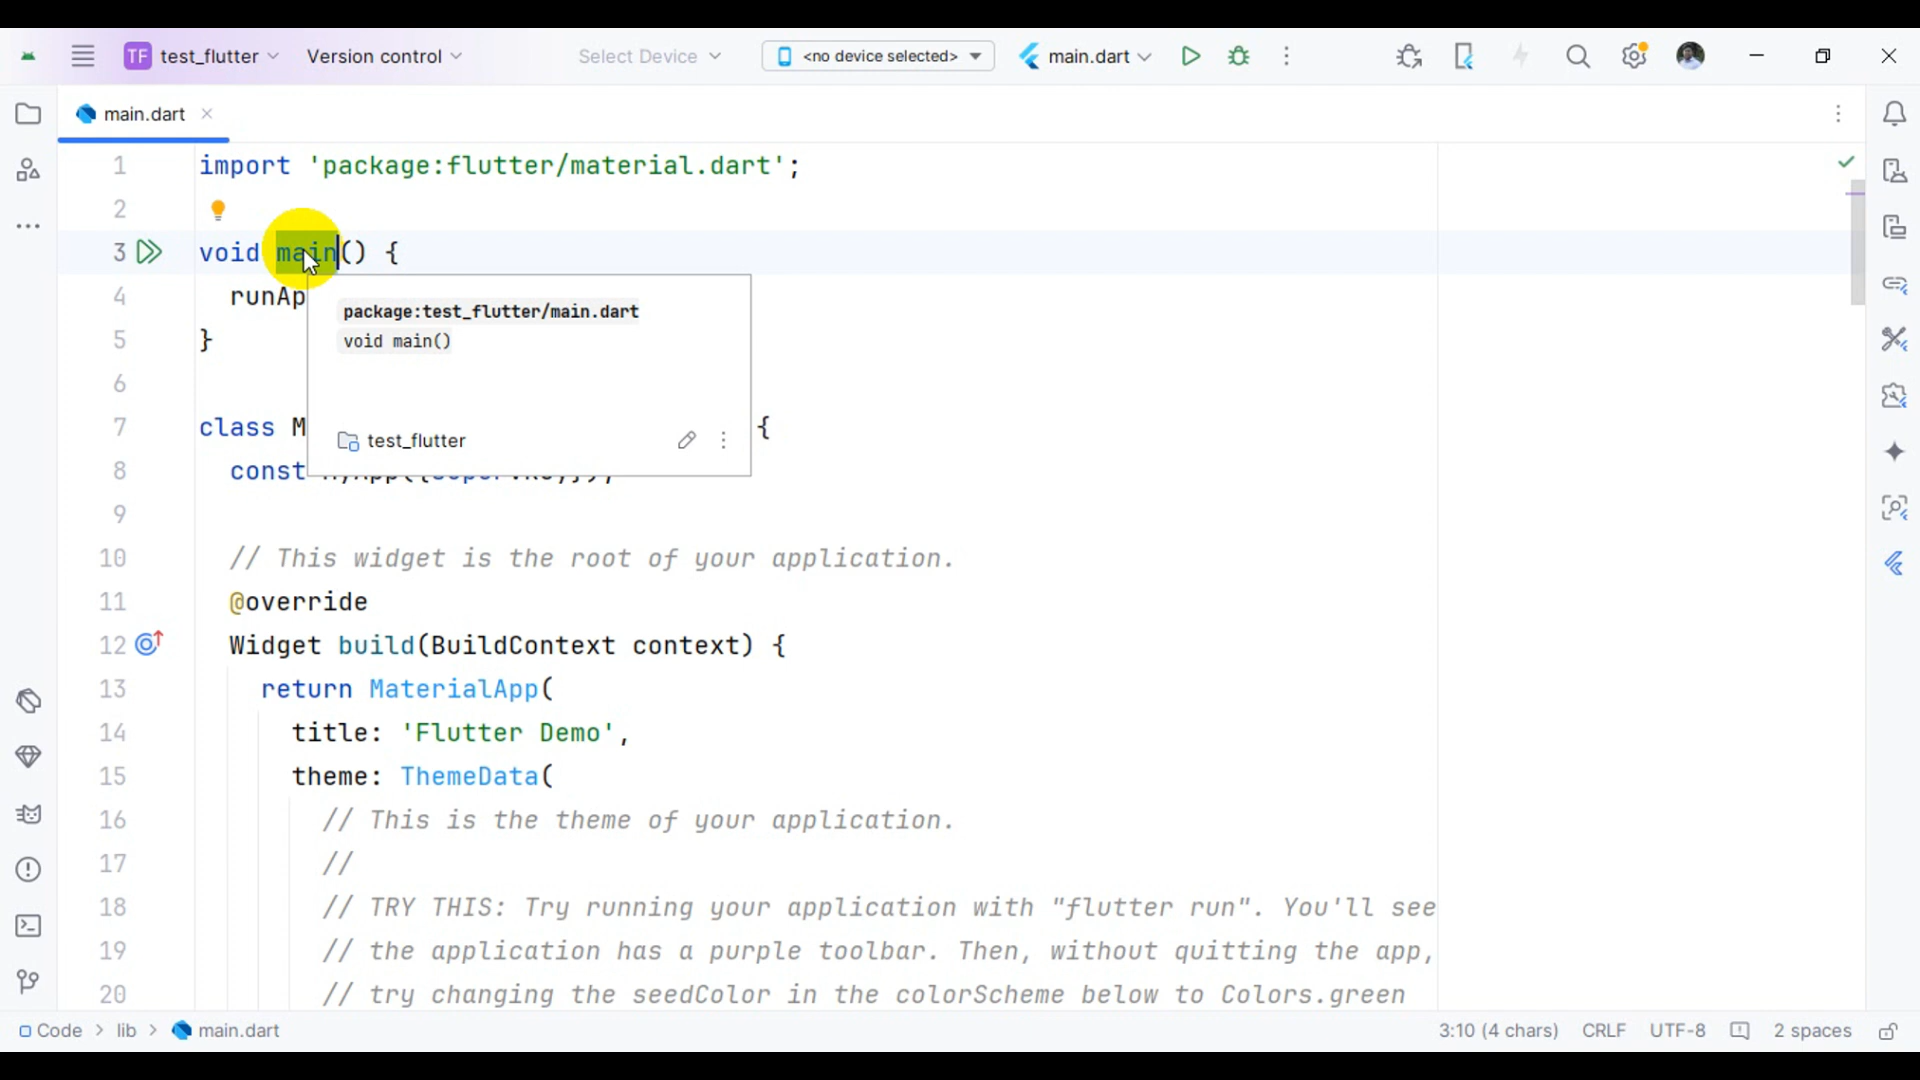 TF test_flutter Version control Select Device <no device selected> main.dart
main.dart
1 import 'package:flutter/material.dart';
2
3 void main() {
4 runAp
package:test_flutter/main.dart
void main()
5 }
6
7 class M {
test_flutter
8 const
9
10 // This widget is the root of your application.
11 @override
12 Widget build(BuildContext context) {
13 return MaterialApp(
14 title: 'Flutter Demo',
15 theme: ThemeData(
16 // This is the theme of your application.
17 //
18 // TRY THIS: Try running your application with "flutter run". You'll see
19 // the application has a purple toolbar. Then, without quitting the app,
20 // try changing the seedColor in the colorScheme below to Colors.green
Code > lib > main.dart 3:10 (4 chars) CRLF UTF-8 2 spaces